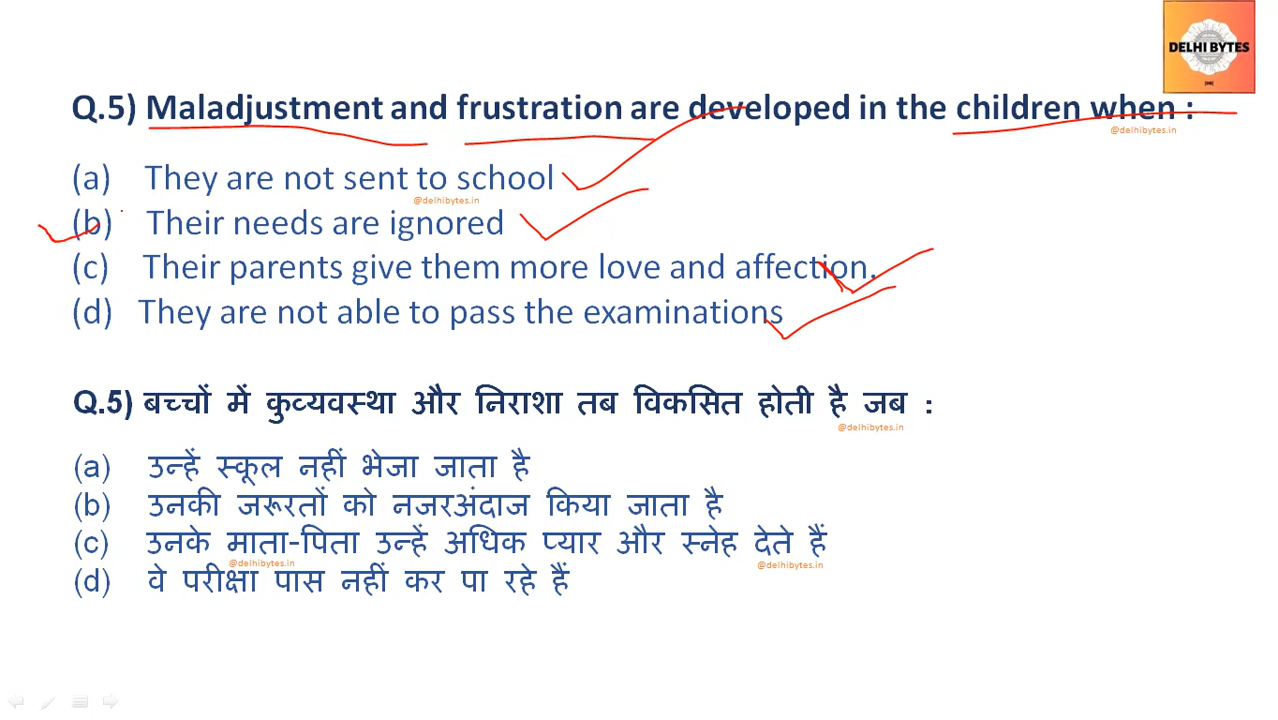 DELHI BYTES
Q.5) Maladjustment and frustration are developed in the children when :
@delhibytes.in
(a) They are not sent to school
@delhibytes.in
(b) Their needs are ignored
(c) Their parents give them more love and affection.
(d) They are not able to pass the examinations
Q.5) बच्चों में कुव्यवस्था और निराशा तब विकसित होती है जब :
@delhibytes.in
(a) उन्हें स्कूल नहीं भेजा जाता है
(b) उनकी जरूरतों को नजरअंदाज किया जाता है
(c) उनके माता-पिता उन्हें अधिक प्यार और स्नेह देते हैं
@delhibytes.in @delhibytes.in
(d) वे परीक्षा पास नहीं कर पा रहे हैं